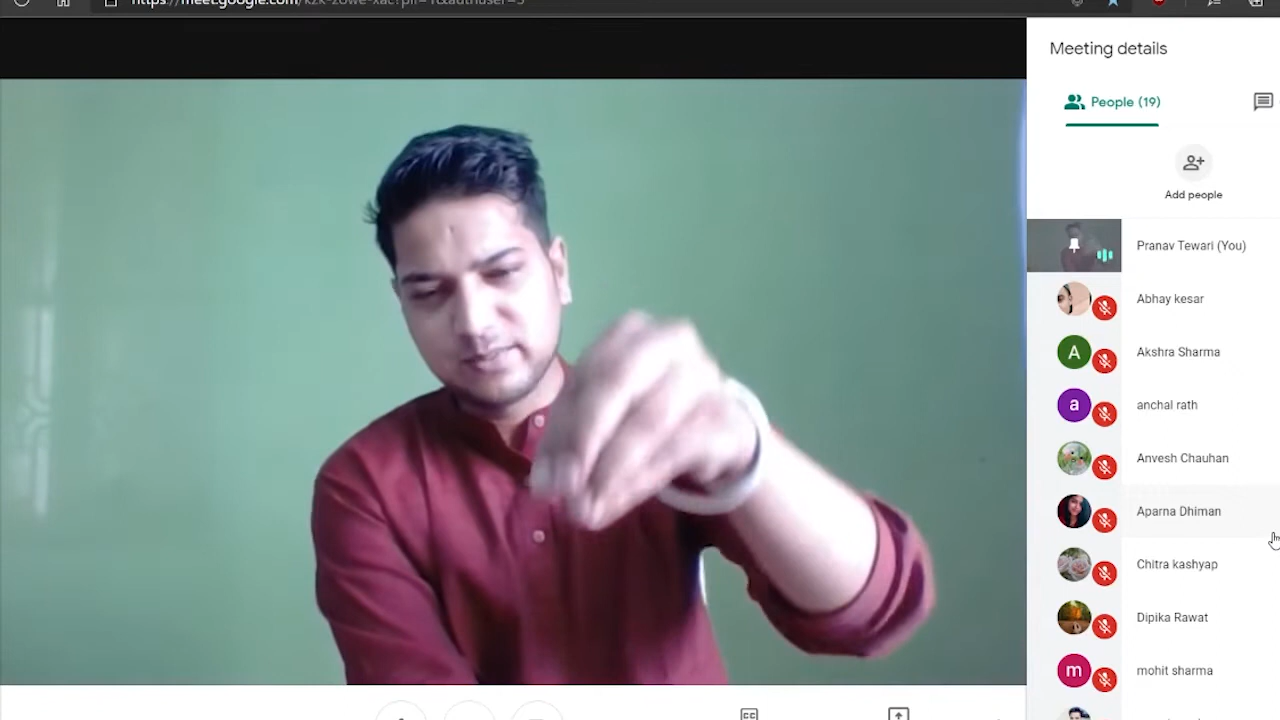 Meeting details
People (19)
Add people
Pranav Tewari (You)
Abhay kesar
A
Akshra Sharma
a
anchal rath
Anvesh Chauhan
Aparna Dhiman
Chitra kashyap
Dipika Rawat
m
mohit sharma
CC